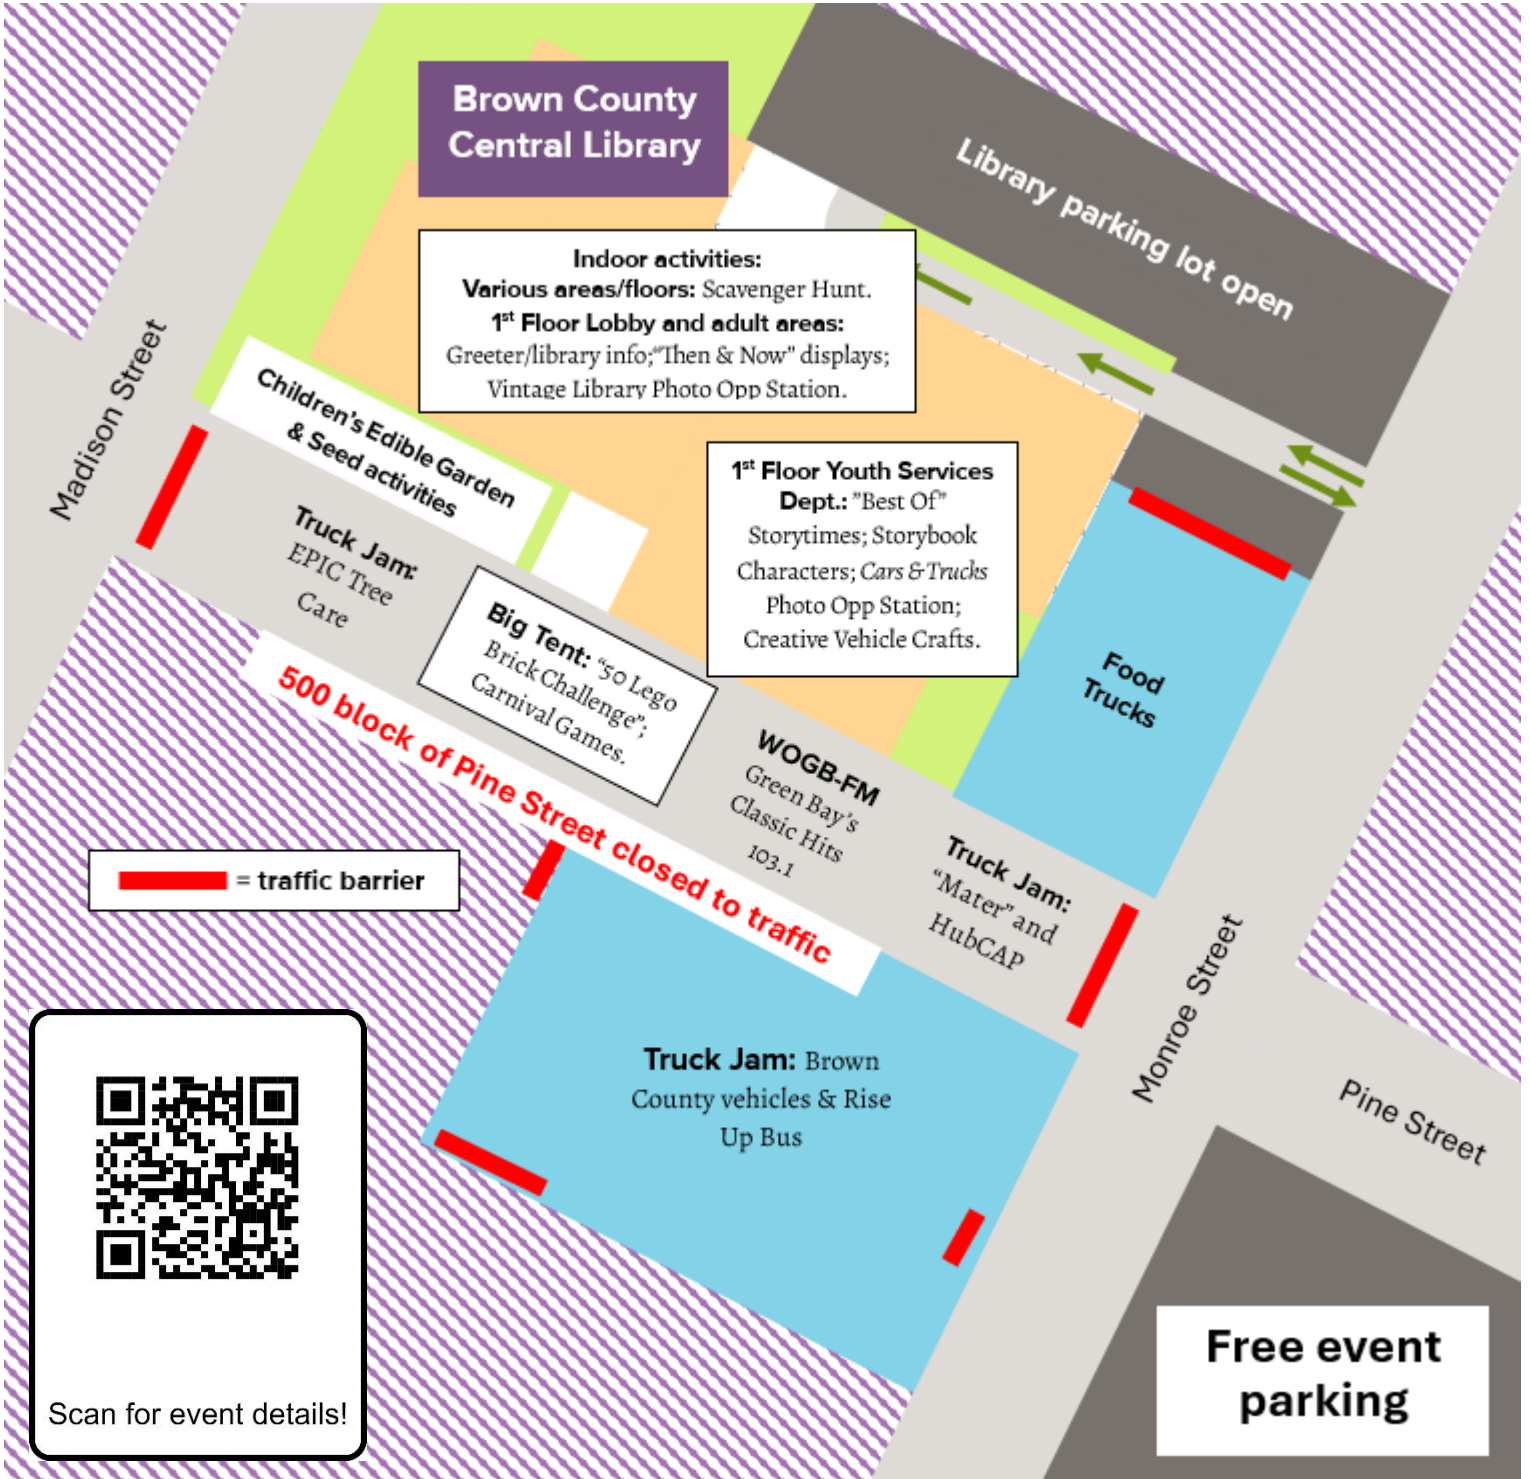 Brown County
Central Library
Library parking lot open
Indoor activities:
Various areas/floors: Scavenger Hunt.
1st Floor Lobby and adult areas:
Greeter/library info;“Then & Now” displays;
Vintage Library Photo Opp Station.
Madison Street
Children's Edible Garden
& Seed activities
1st Floor Youth Services
Dept.: ”Best Of”
Storytimes; Storybook
Characters; Cars & Trucks
Photo Opp Station;
Creative Vehicle Crafts.
Truck Jam:
EPIC Tree
Care
Big Tent: “50 Lego
Brick Challenge”;
Carnival Games.
Food
Trucks
500 block of Pine Street closed to traffic
WOGB-FM
Green Bay’s
Classic Hits
103.1
Truck Jam:
“Mater” and
HubCAP
= traffic barrier
Monroe Street
Truck Jam: Brown
County vehicles & Rise
Up Bus
Pine Street
Free event
parking
Scan for event details!